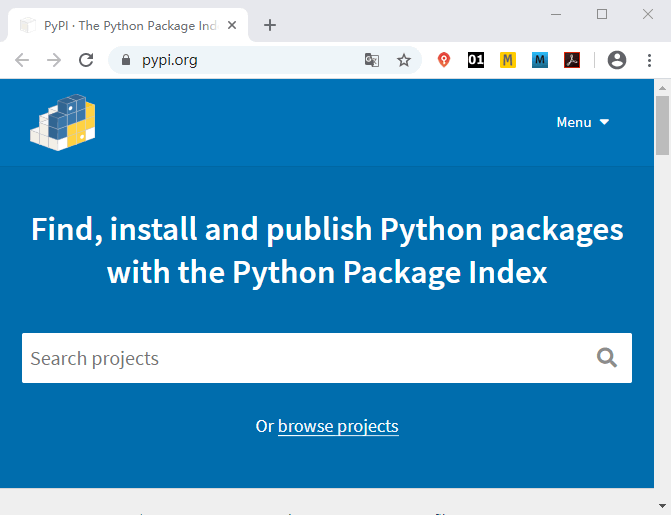 PyPI · The Python Package Ind
pypi.org
01
M
M
Menu
Find, install and publish Python packages
with the Python Package Index
Search projects
Or browse projects